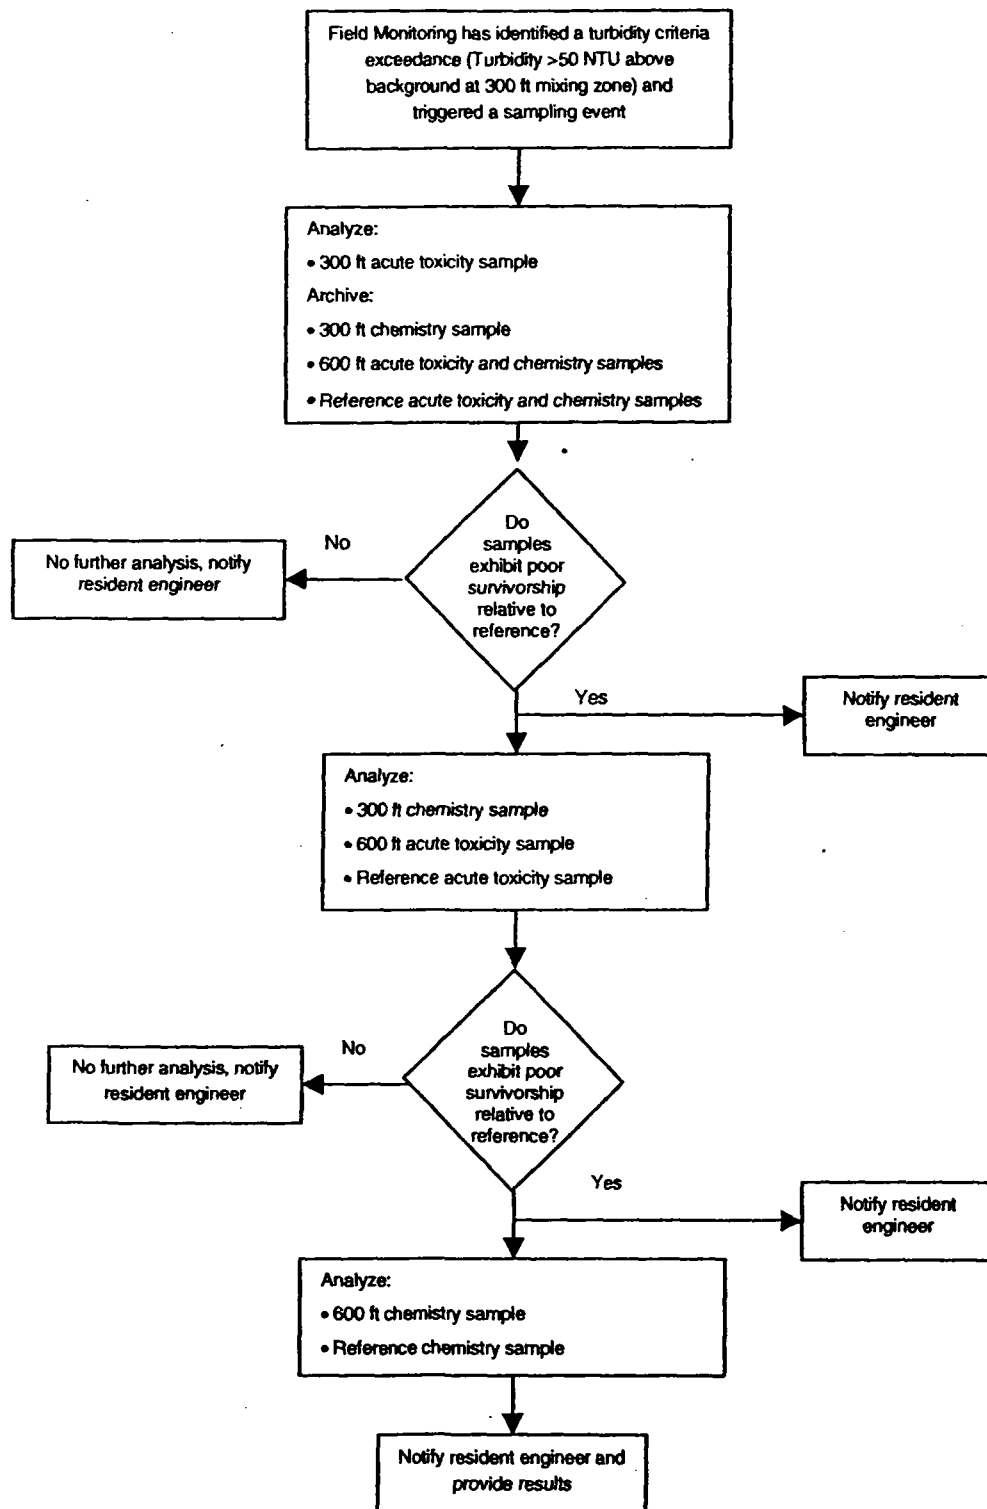 Field Monitoring has identified a turbidity criteria
exceedance (Turbidity >50 NTU above
background at 300 ft mixing zone) and
triggered a sampling event
Analyze:
• 300 ft acute toxicity sample
Archive:
• 300 ft chemistry sample
• 600 ft acute toxicity and chemistry samples
• Reference acute toxicity and chemistry samples
Do
samples
exhibit poor
survivorship
relative to
reference?
No
No further analysis, notify
resident engineer
Yes
Notify resident
engineer
Analyze:
• 300 ft chemistry sample
• 600 ft acute toxicity sample
• Reference acute toxicity sample
Do
samples
exhibit poor
survivorship
relative to
reference?
No
No further analysis, notify
resident engineer
Yes
Notify resident
engineer
Analyze:
• 600 ft chemistry sample
• Reference chemistry sample
Notify resident engineer and
provide results